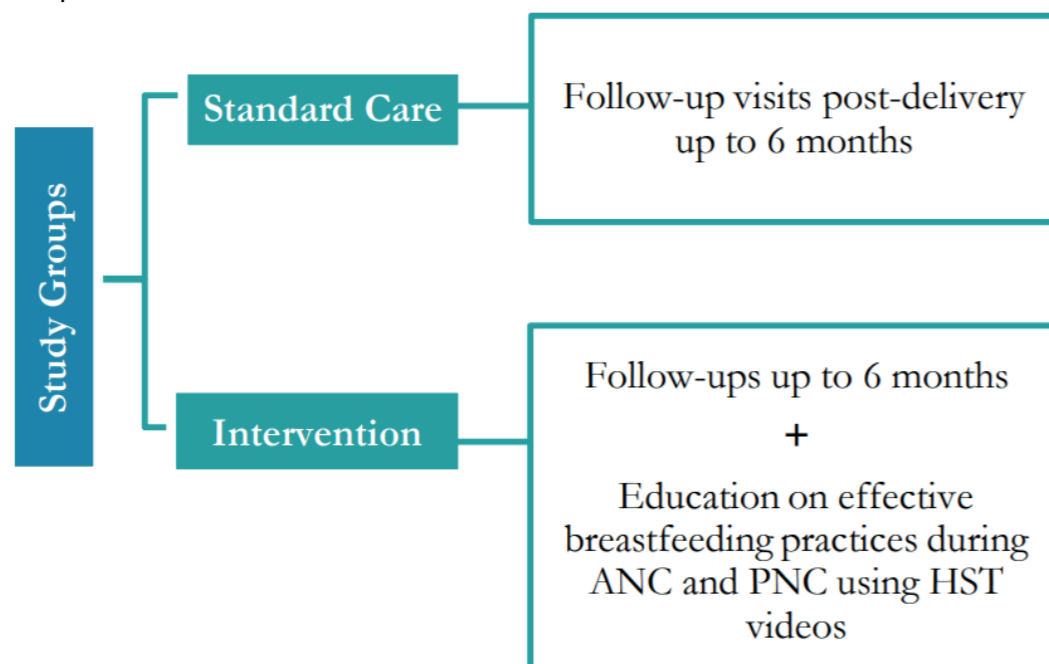 Study Groups
Standard Care
Follow-up visits post-delivery
up to 6 months
Intervention
Follow-ups up to 6 months
+
Education on effective
breastfeeding practices during
ANC and PNC using HST
videos